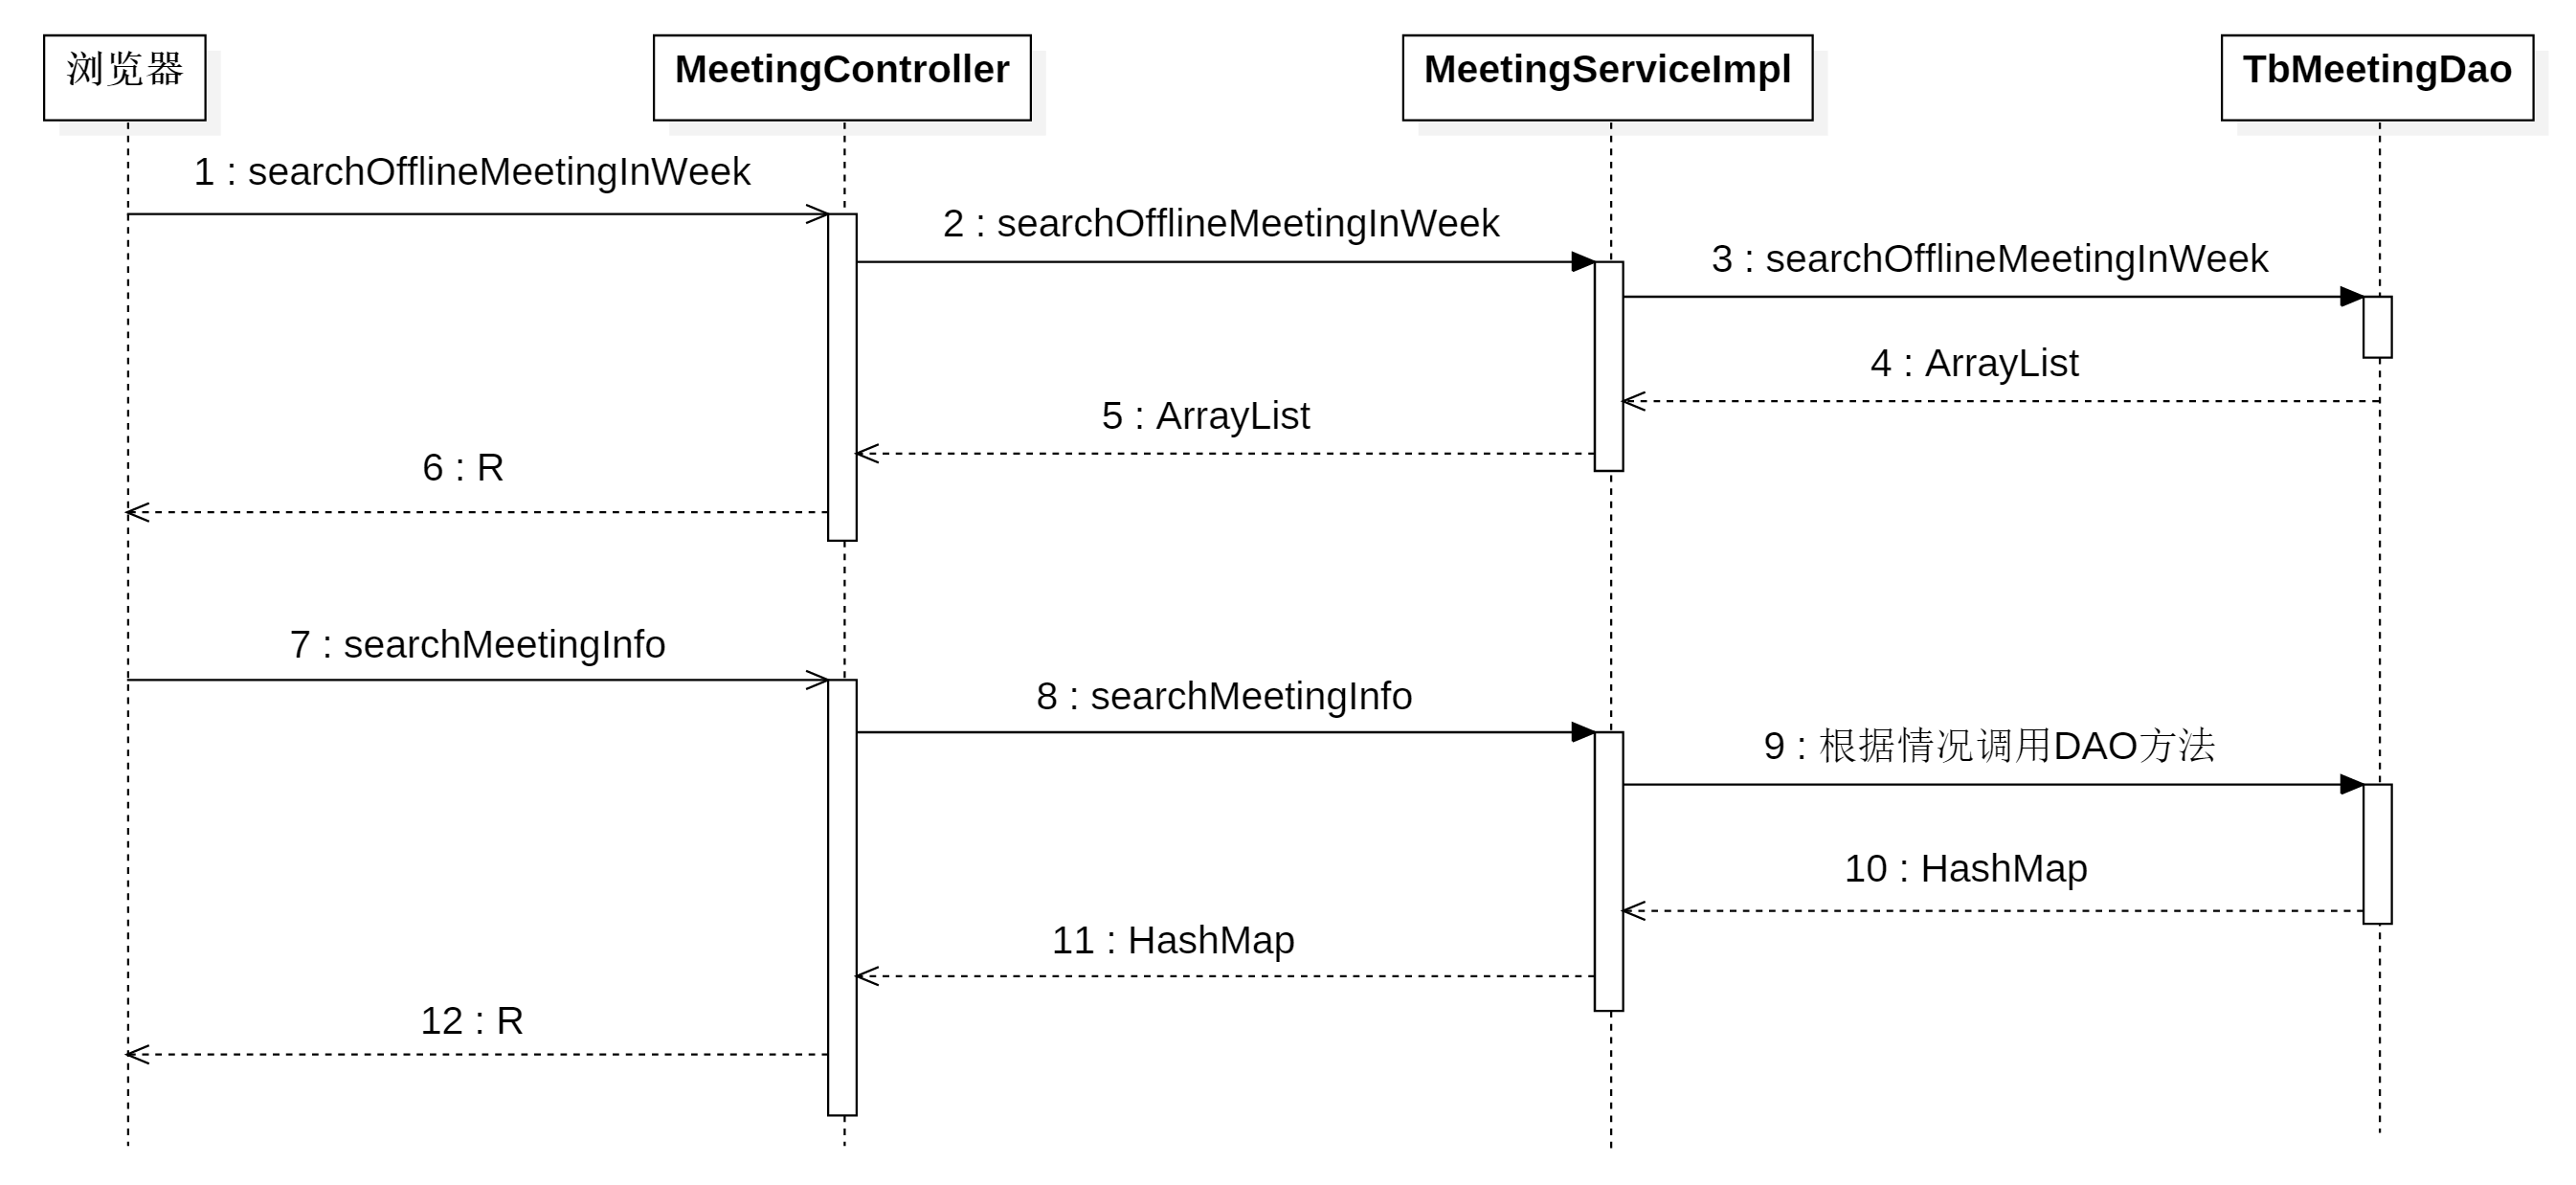 浏览器
MeetingController
MeetingServiceImpl
TbMeetingDao
1 : searchOfflineMeetingInWeek
2 : searchOfflineMeetingInWeek
3 : searchOfflineMeetingInWeek
4 : ArrayList
5 : ArrayList
6 : R
7 : searchMeetingInfo
8 : searchMeetingInfo
9 : 根据情况调用DAO方法
10 : HashMap
11 : HashMap
12 : R